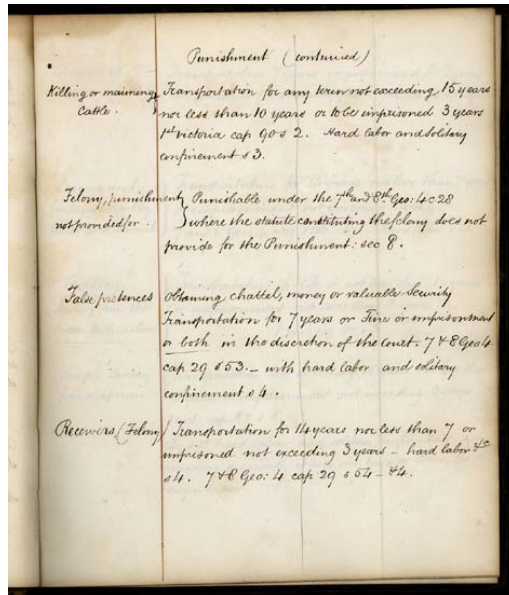 Punishment (continued)
Killing or maiming Cattle. } Transportation for any term not exceeding 15 years
nor less than 10 years or to be imprisoned 3 years
1st Victoria cap 90 s 2. Hard labor and solitary
confinement s 3.
Felony, punishment not provided for. } Punishable under the 7th and 8th Geo: 4 c 28
where the statute constituting the felony does not
provide for the Punishment: sec 8.
False pretences Obtaining chattel, money or valuable Security
Transportation for 7 years or Fine or imprisonment
or both in the discretion of the Court. 7 & 8 Geo 4
cap 29 s 53. – with hard labor and solitary
confinement s 4.
Receivers (Felony) Transportation for 14 years nor less than 7 or
imprisoned not exceeding 3 years – hard labor &c
s 4. 7 & 8 Geo: 4 cap 29 s 54 – &4.